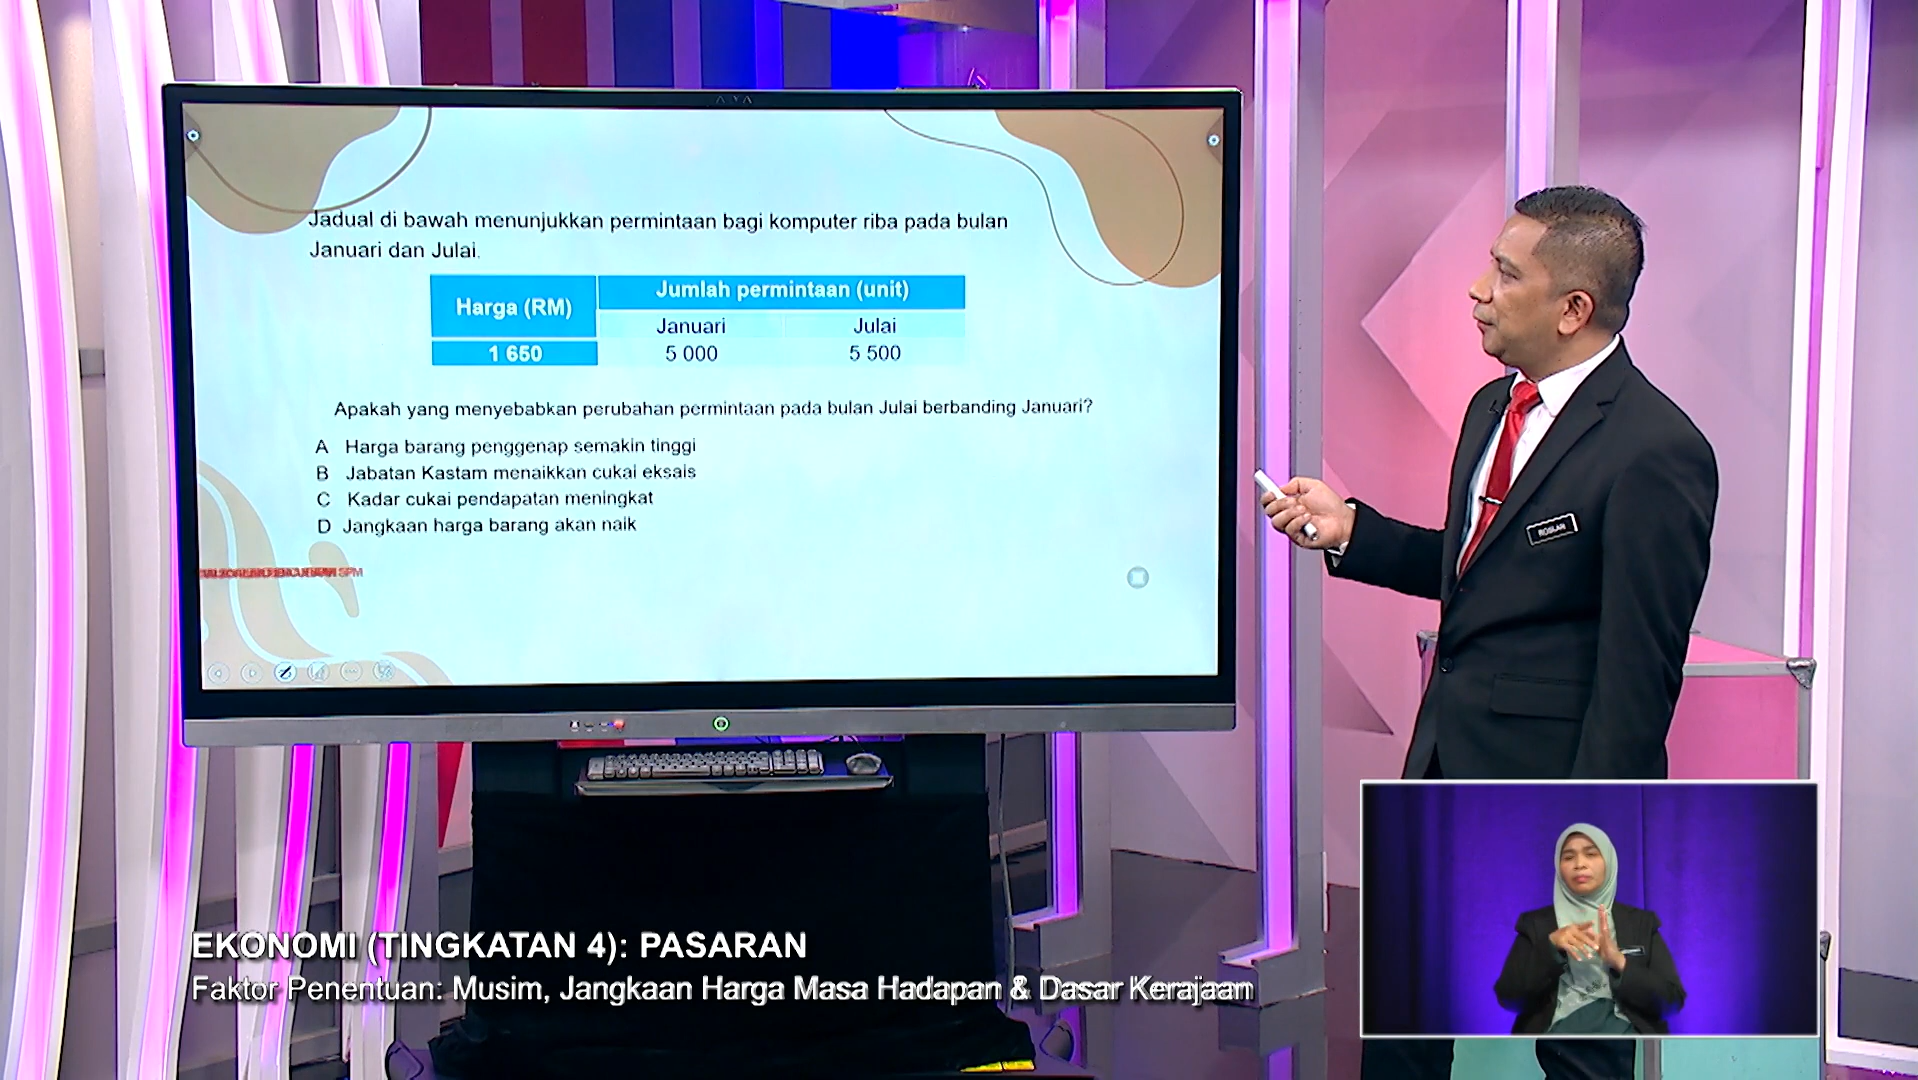 Jadual di bawah menunjukkan permintaan bagi komputer riba pada bulan
Januari dan Julai.
Harga (RM)
Jumlah permintaan (unit)
Januari Julai
1 650 5 000 5 500
Apakah yang menyebabkan perubahan permintaan pada bulan Julai berbanding Januari?
A Harga barang penggenap semakin tinggi
B Jabatan Kastam menaikkan cukai eksais
C Kadar cukai pendapatan meningkat
D Jangkaan harga barang akan naik
SPM
ROSLAN
EKONOMI (TINGKATAN 4): PASARAN
Faktor Penentuan: Musim, Jangkaan Harga Masa Hadapan & Dasar Kerajaan